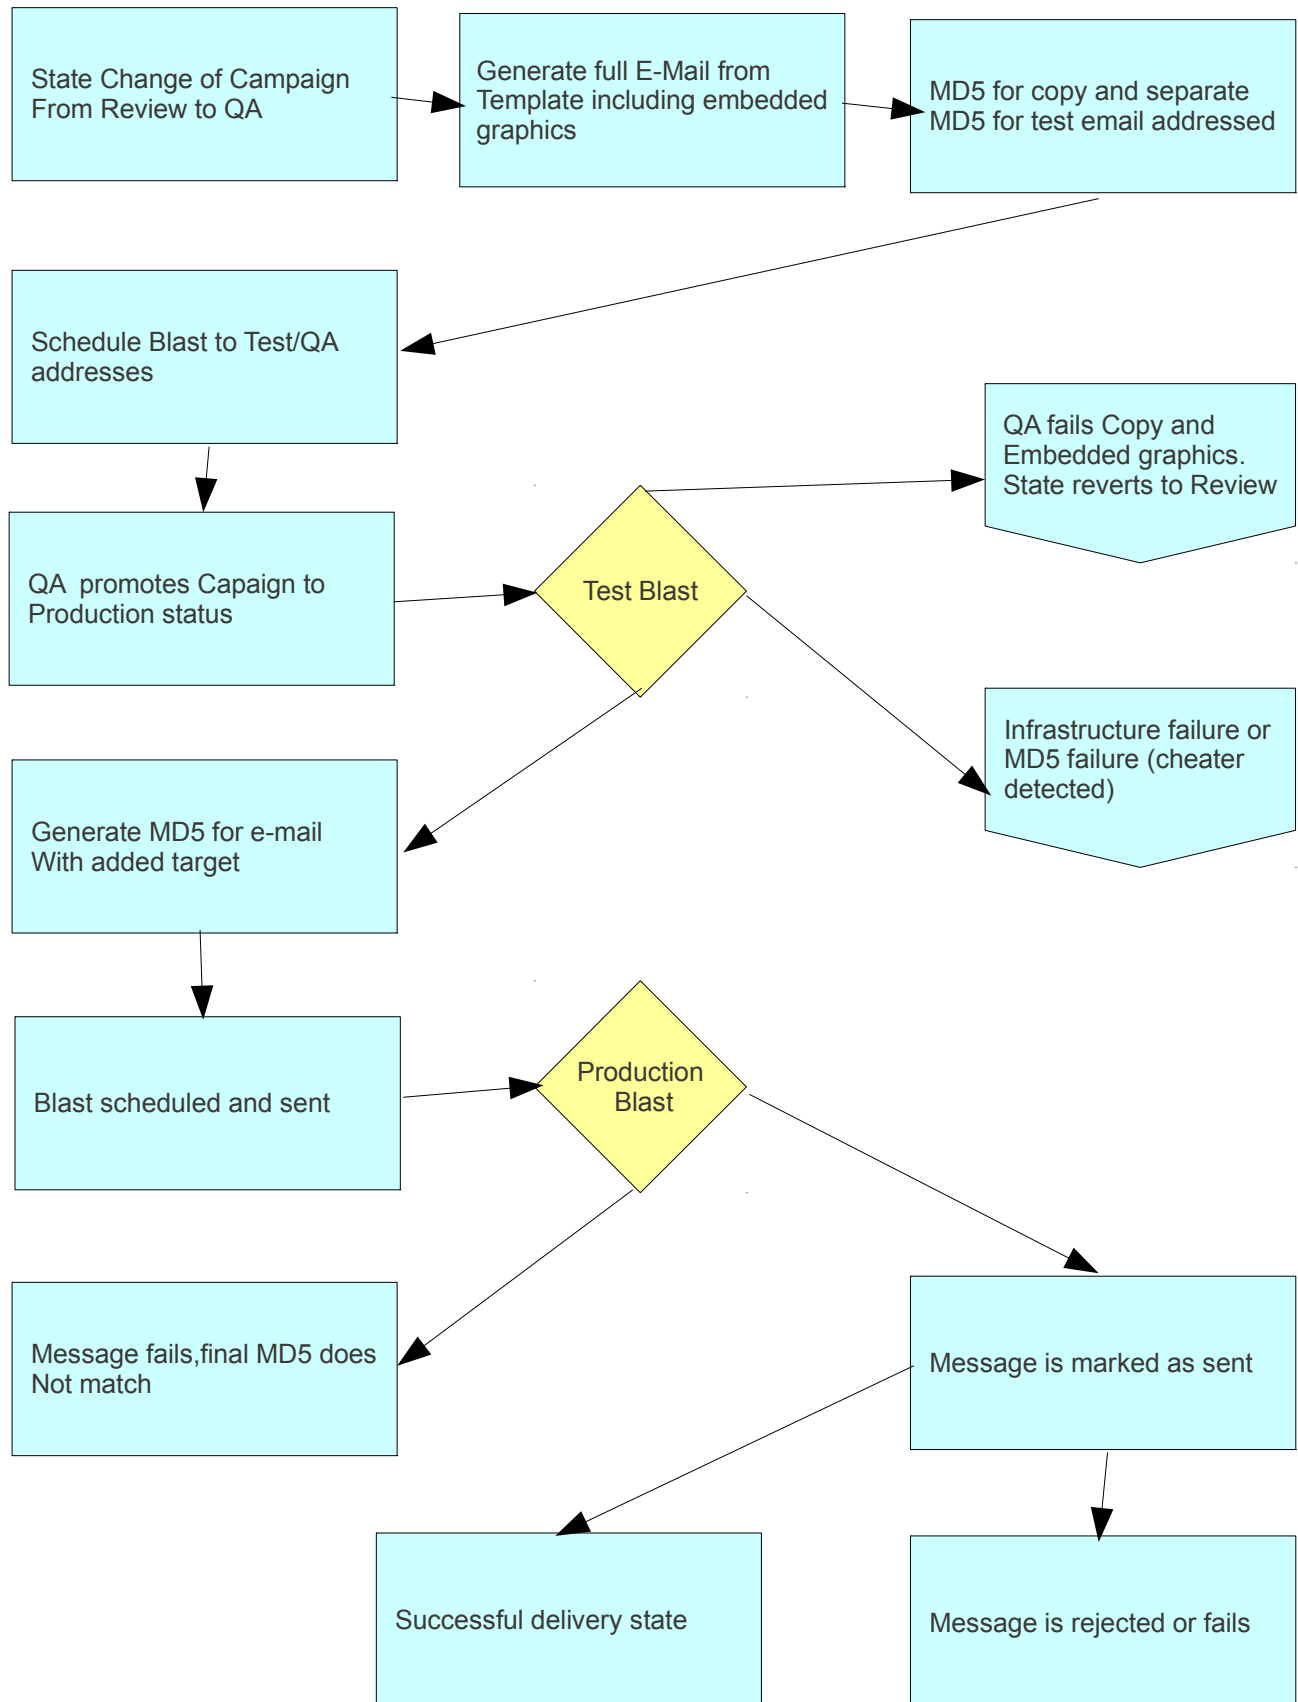 State Change of Campaign
From Review to QA
Generate full E-Mail from
Template including embedded
graphics
MD5 for copy and separate
MD5 for test email addressed
Schedule Blast to Test/QA
addresses
QA fails Copy and
Embedded graphics.
State reverts to Review
QA  promotes Capaign to
Production status
Test Blast
Infrastructure failure or
MD5 failure (cheater
detected)
Generate MD5 for e-mail
With added target
Blast scheduled and sent
Production
Blast
Message fails,final MD5 does
Not match
Message is marked as sent
Successful delivery state
Message is rejected or fails